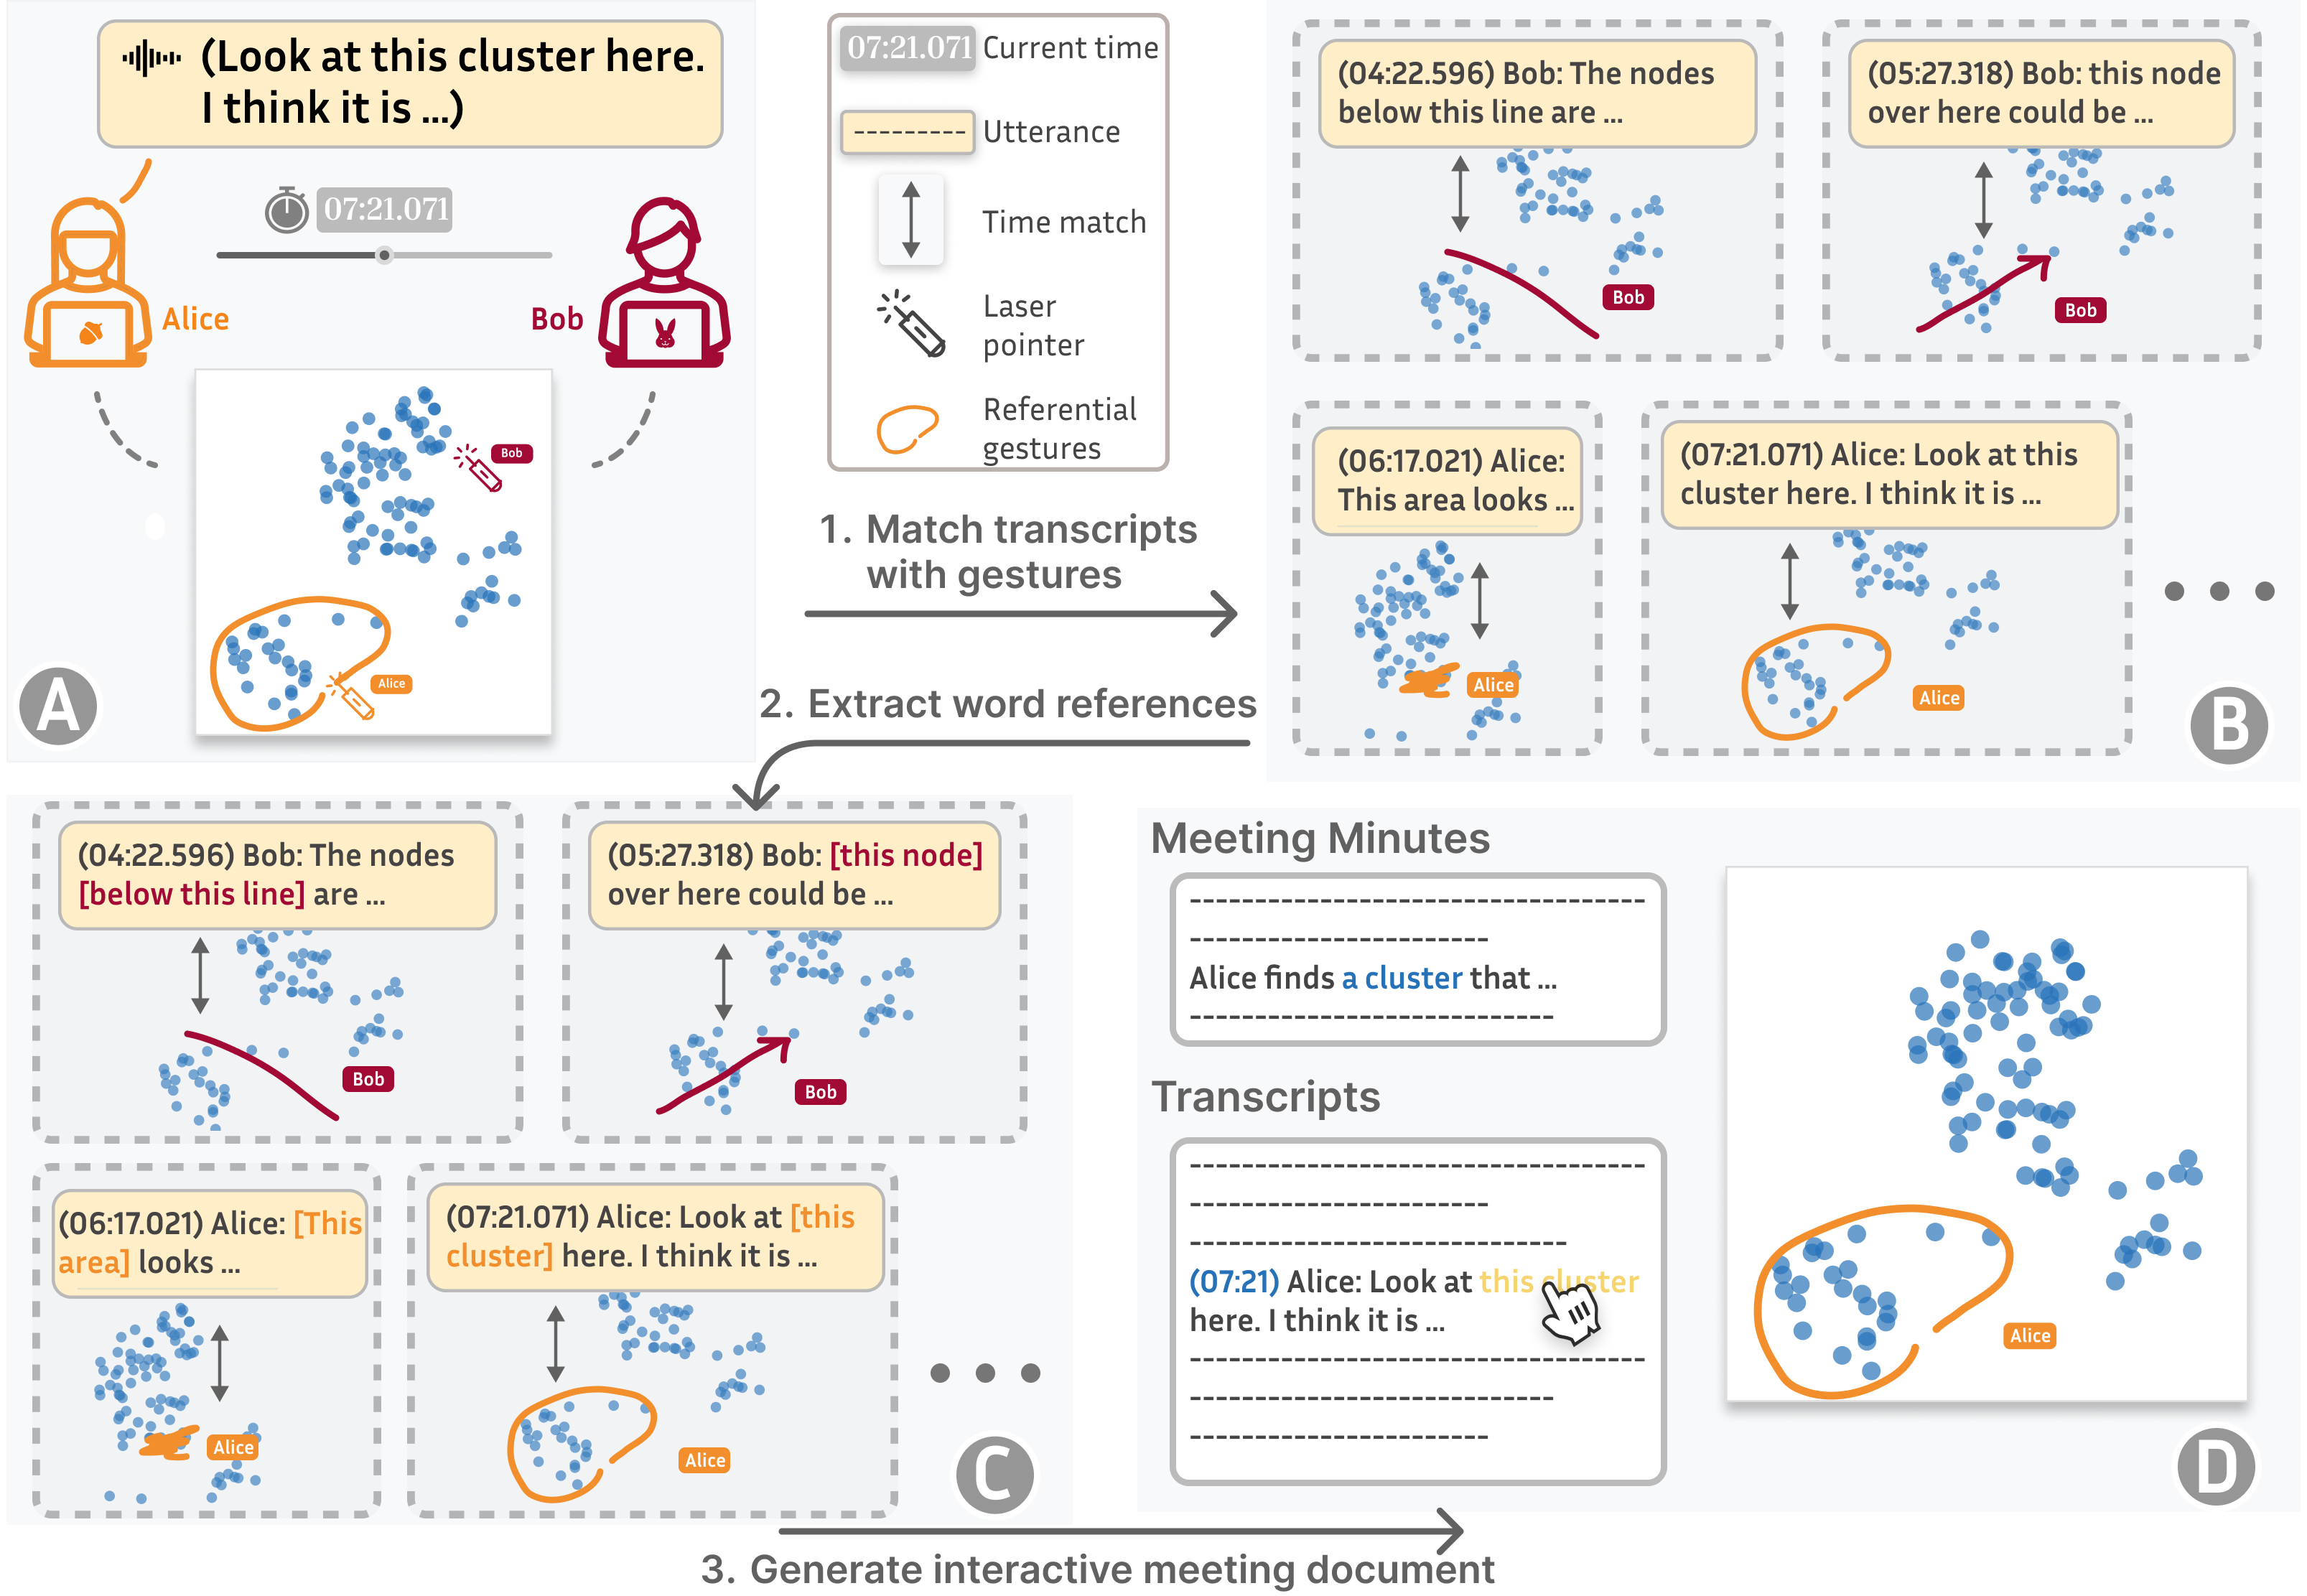 (Look at this cluster here.
I think it is ...)
07:21.071
Alice
Bob
Bob
Alice
A
07:21.071 Current time
Utterance
Time match
Laser
pointer
Referential
gestures
1. Match transcripts
with gestures
2. Extract word references
(04:22.596) Bob: The nodes
below this line are ...
Bob
(05:27.318) Bob: this node
over here could be ...
Bob
(06:17.021) Alice:
This area looks ...
Alice
(07:21.071) Alice: Look at this
cluster here. I think it is ...
Alice
B
(04:22.596) Bob: The nodes
[below this line] are ...
Bob
(05:27.318) Bob: [this node]
over here could be ...
Bob
(06:17.021) Alice: [This
area] looks ...
Alice
(07:21.071) Alice: Look at [this
cluster] here. I think it is ...
Alice
C
3. Generate interactive meeting document
Meeting Minutes
Alice finds a cluster that ...
Transcripts
(07:21) Alice: Look at this cluster
here. I think it is ...
Alice
D